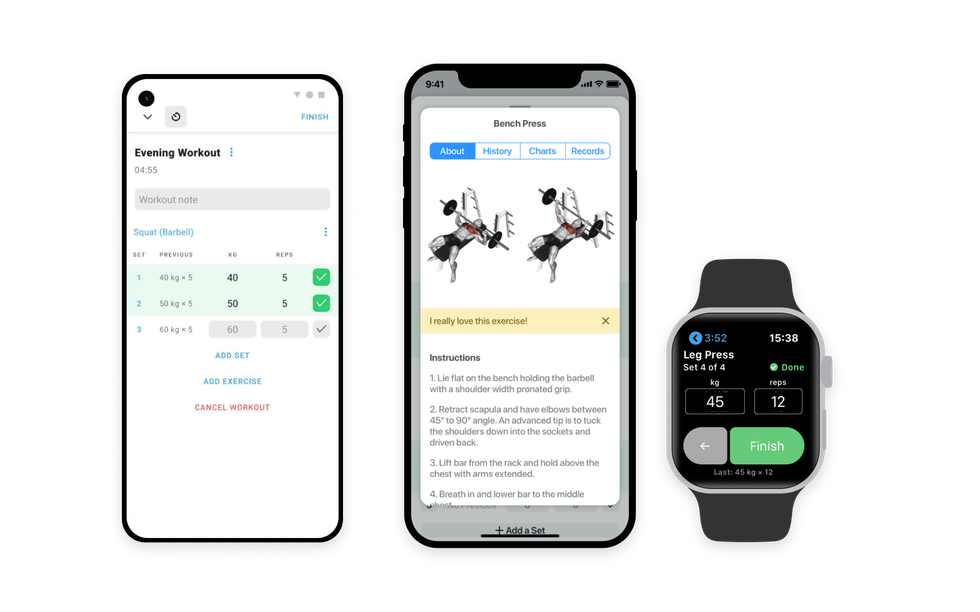 FINISH
Evening Workout
04:55
Workout note
Squat (Barbell)
SET PREVIOUS KG REPS
1 40 kg × 5 40 5
2 50 kg × 5 50 5
3 60 kg × 5 60 5
ADD SET
ADD EXERCISE
CANCEL WORKOUT
9:41
Bench Press
About History Charts Records
I really love this exercise!
Instructions
1. Lie flat on the bench holding the barbell
with a shoulder width pronated grip.
2. Retract scapula and have elbows between
45° to 90° angle. An advanced tip is to tuck
the shoulders down into the sockets and
driven back.
3. Lift bar from the rack and hold above the
chest with arms extended.
4. Breath in and lower bar to the middle
chest
No Previous
+ Add a Set
3:52 15:38
Leg Press
Set 4 of 4 Done
kg reps
45 12
Finish
Last: 45 kg × 12